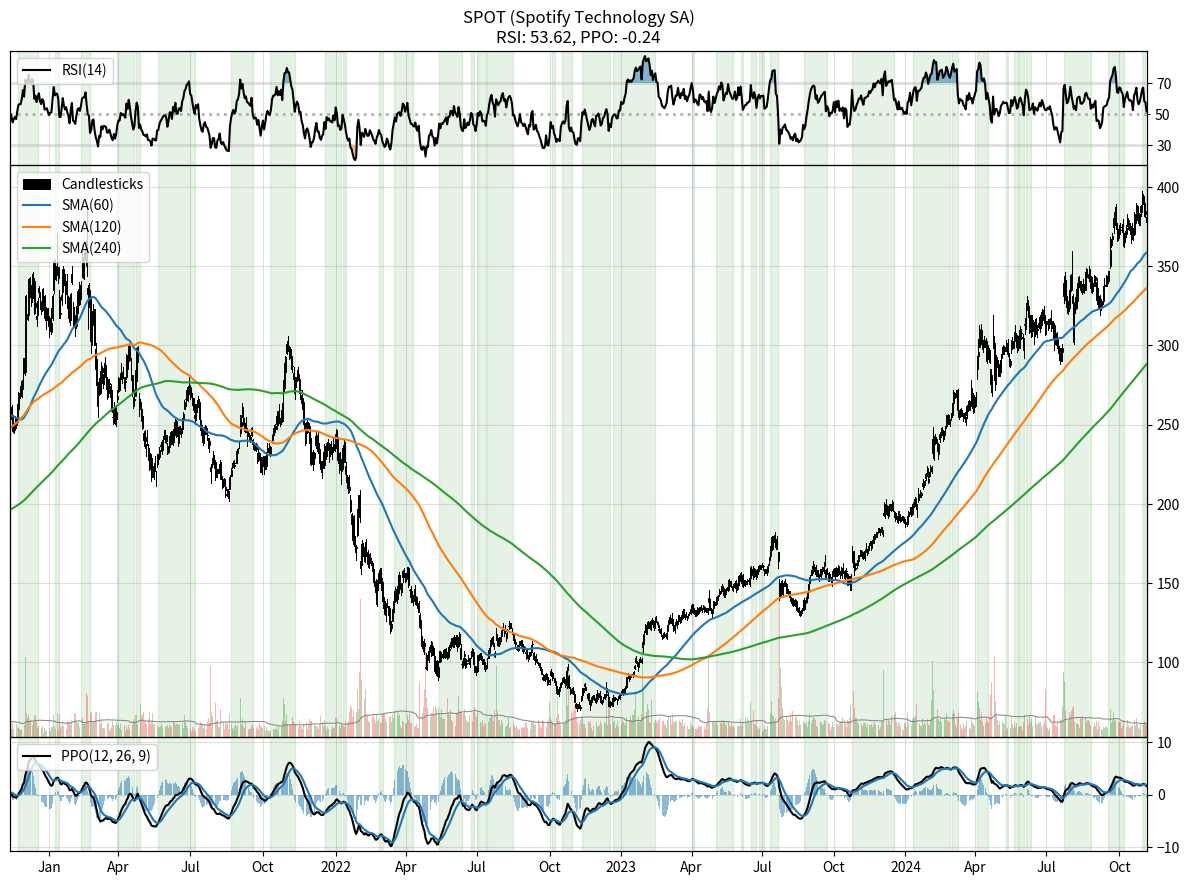 SPOT (Spotify Technology SA)
RSI: 53.62, PPO: -0.24
RSI(14)
70
50
30
Candlesticks
SMA(60)
SMA(120)
SMA(240)
400
350
300
250
200
150
100
PPO(12, 26, 9)
10
0
−10
Jan Apr Jul Oct 2022 Apr Jul Oct 2023 Apr Jul Oct 2024 Apr Jul Oct